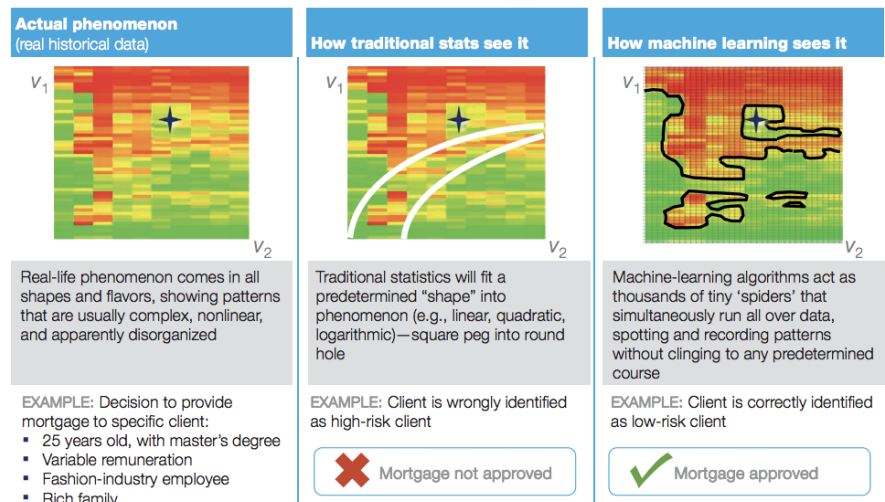 Actual phenomenon
(real historical data)
V1
V2
Real-life phenomenon comes in all
shapes and flavors, showing patterns
that are usually complex, nonlinear,
and apparently disorganized
EXAMPLE: Decision to provide
mortgage to specific client:
▪ 25 years old, with master's degree
▪ Variable remuneration
▪ Fashion-industry employee
▪ Rich family
How traditional stats see it
V1
V2
Traditional statistics will fit a
predetermined “shape” into
phenomenon (e.g., linear, quadratic,
logarithmic)—square peg into round
hole
EXAMPLE: Client is wrongly identified
as high-risk client
Mortgage not approved
How machine learning sees it
V1
V2
Machine-learning algorithms act as
thousands of tiny ‘spiders’ that
simultaneously run all over data,
spotting and recording patterns
without clinging to any predetermined
course
EXAMPLE: Client is correctly identified
as low-risk client
Mortgage approved